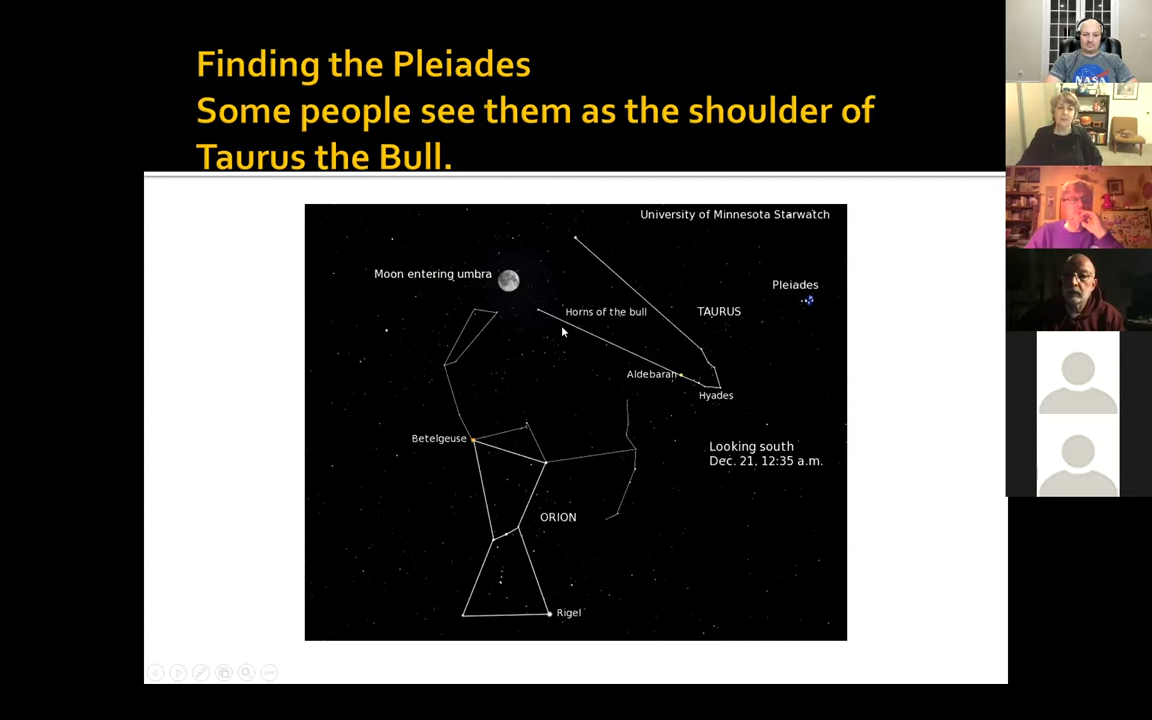 Finding the Pleiades
Some people see them as the shoulder of
Taurus the Bull.
NASA
University of Minnesota Starwatch
Moon entering umbra
Pleiades
Horns of the bull
TAURUS
Aldebaran
Hyades
Betelgeuse
Looking south
Dec. 21, 12:35 a.m.
ORION
Rigel